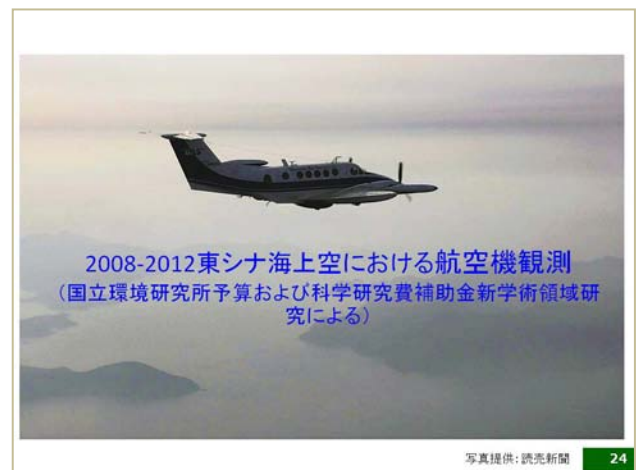 2008-2012東シナ海上空における航空機観測
（国立環境研究所予算および科学研究費補助金新学術領域研
究による）
写真提供：読売新聞
24